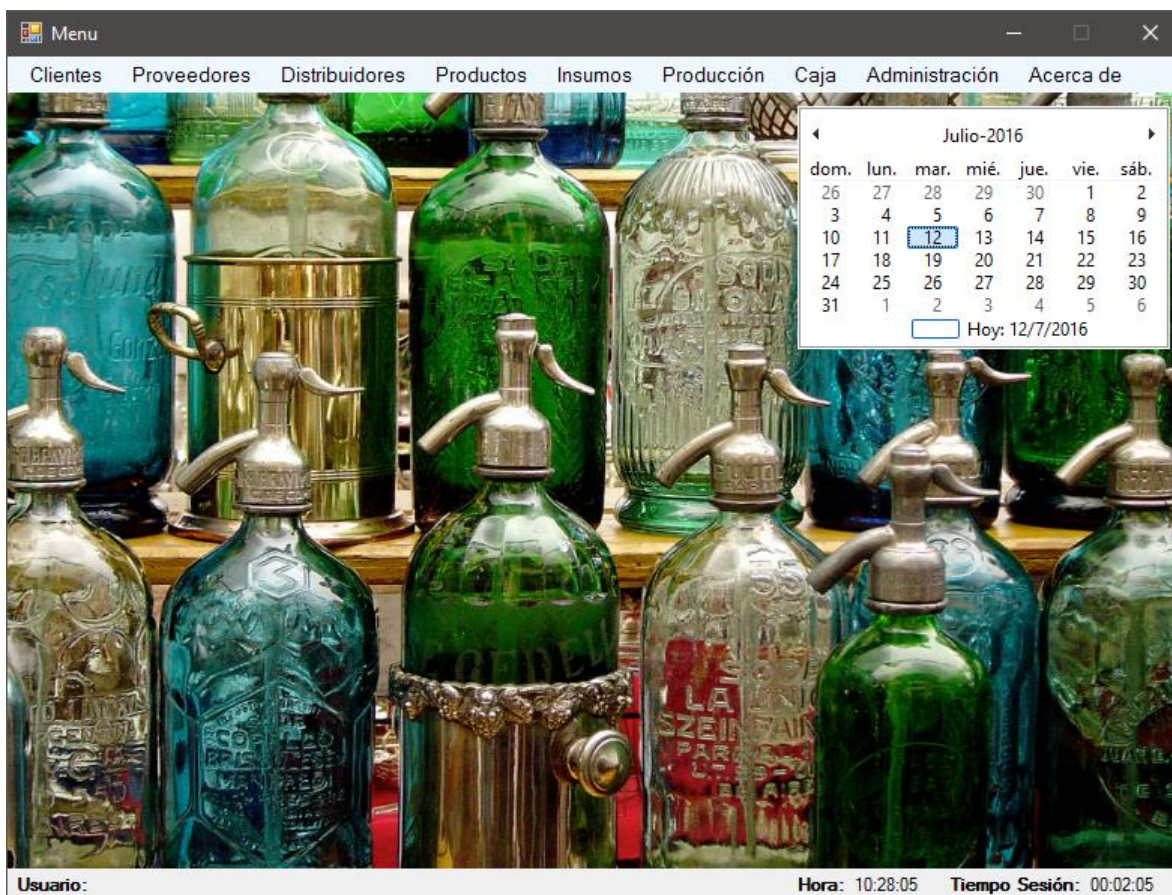 Menu
Clientes Proveedores Distribuidores Productos Insumos Producción Caja Administración Acerca de
Julio-2016
dom. lun. mar. mié. jue. vie. sáb.
26 27 28 29 30 1 2
3 4 5 6 7 8 9
10 11 12 13 14 15 16
17 18 19 20 21 22 23
24 25 26 27 28 29 30
31 1 2 3 4 5 6
Hoy: 12/7/2016
DE SODA
SODA
LA
Usuario: Hora: 10:28:05 Tiempo Sesión: 00:02:05